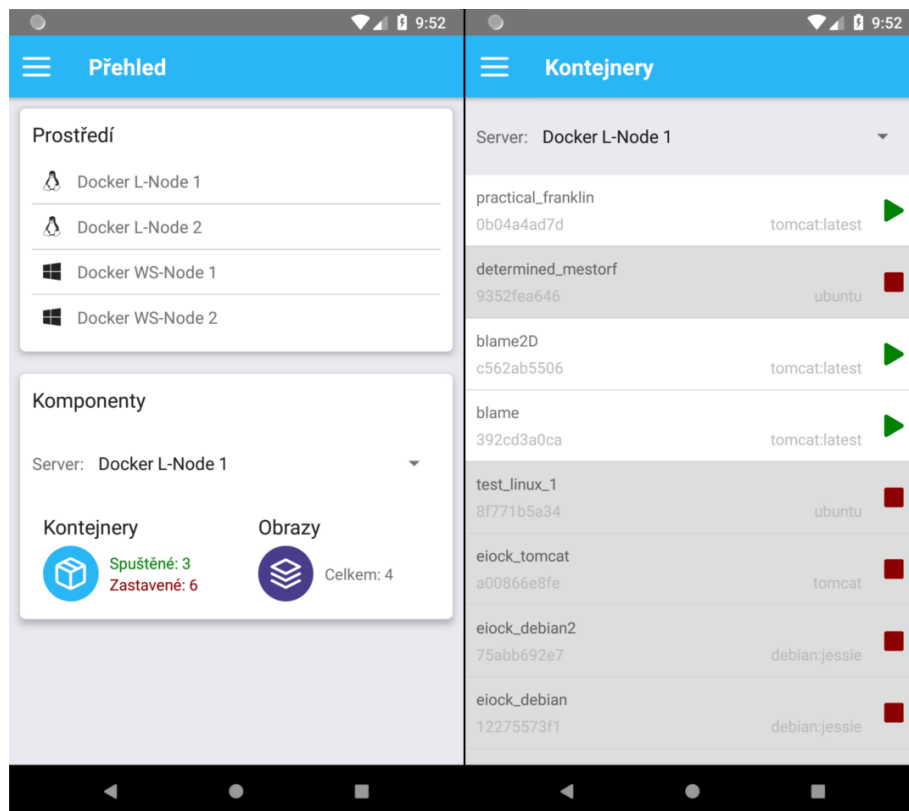 9:52
Přehled
Prostředí
Docker L-Node 1
Docker L-Node 2
Docker WS-Node 1
Docker WS-Node 2
Komponenty
Server: Docker L-Node 1
Kontejnery
Spuštěné: 3
Zastavené: 6
Obrazy
Celkem: 4
9:52
Kontejnery
Server: Docker L-Node 1
practical_franklin
0b04a4ad7d tomcat:latest
determined_mestorf
9352fea646 ubuntu
blame2D
c562ab5506 tomcat:latest
blame
392cd3a0ca tomcat:latest
test_linux_1
8f771b5a34 ubuntu
eiock_tomcat
a00866e8fe tomcat
eiock_debian2
75abb692e7 debian:jessie
eiock_debian
12275573f1 debian:jessie